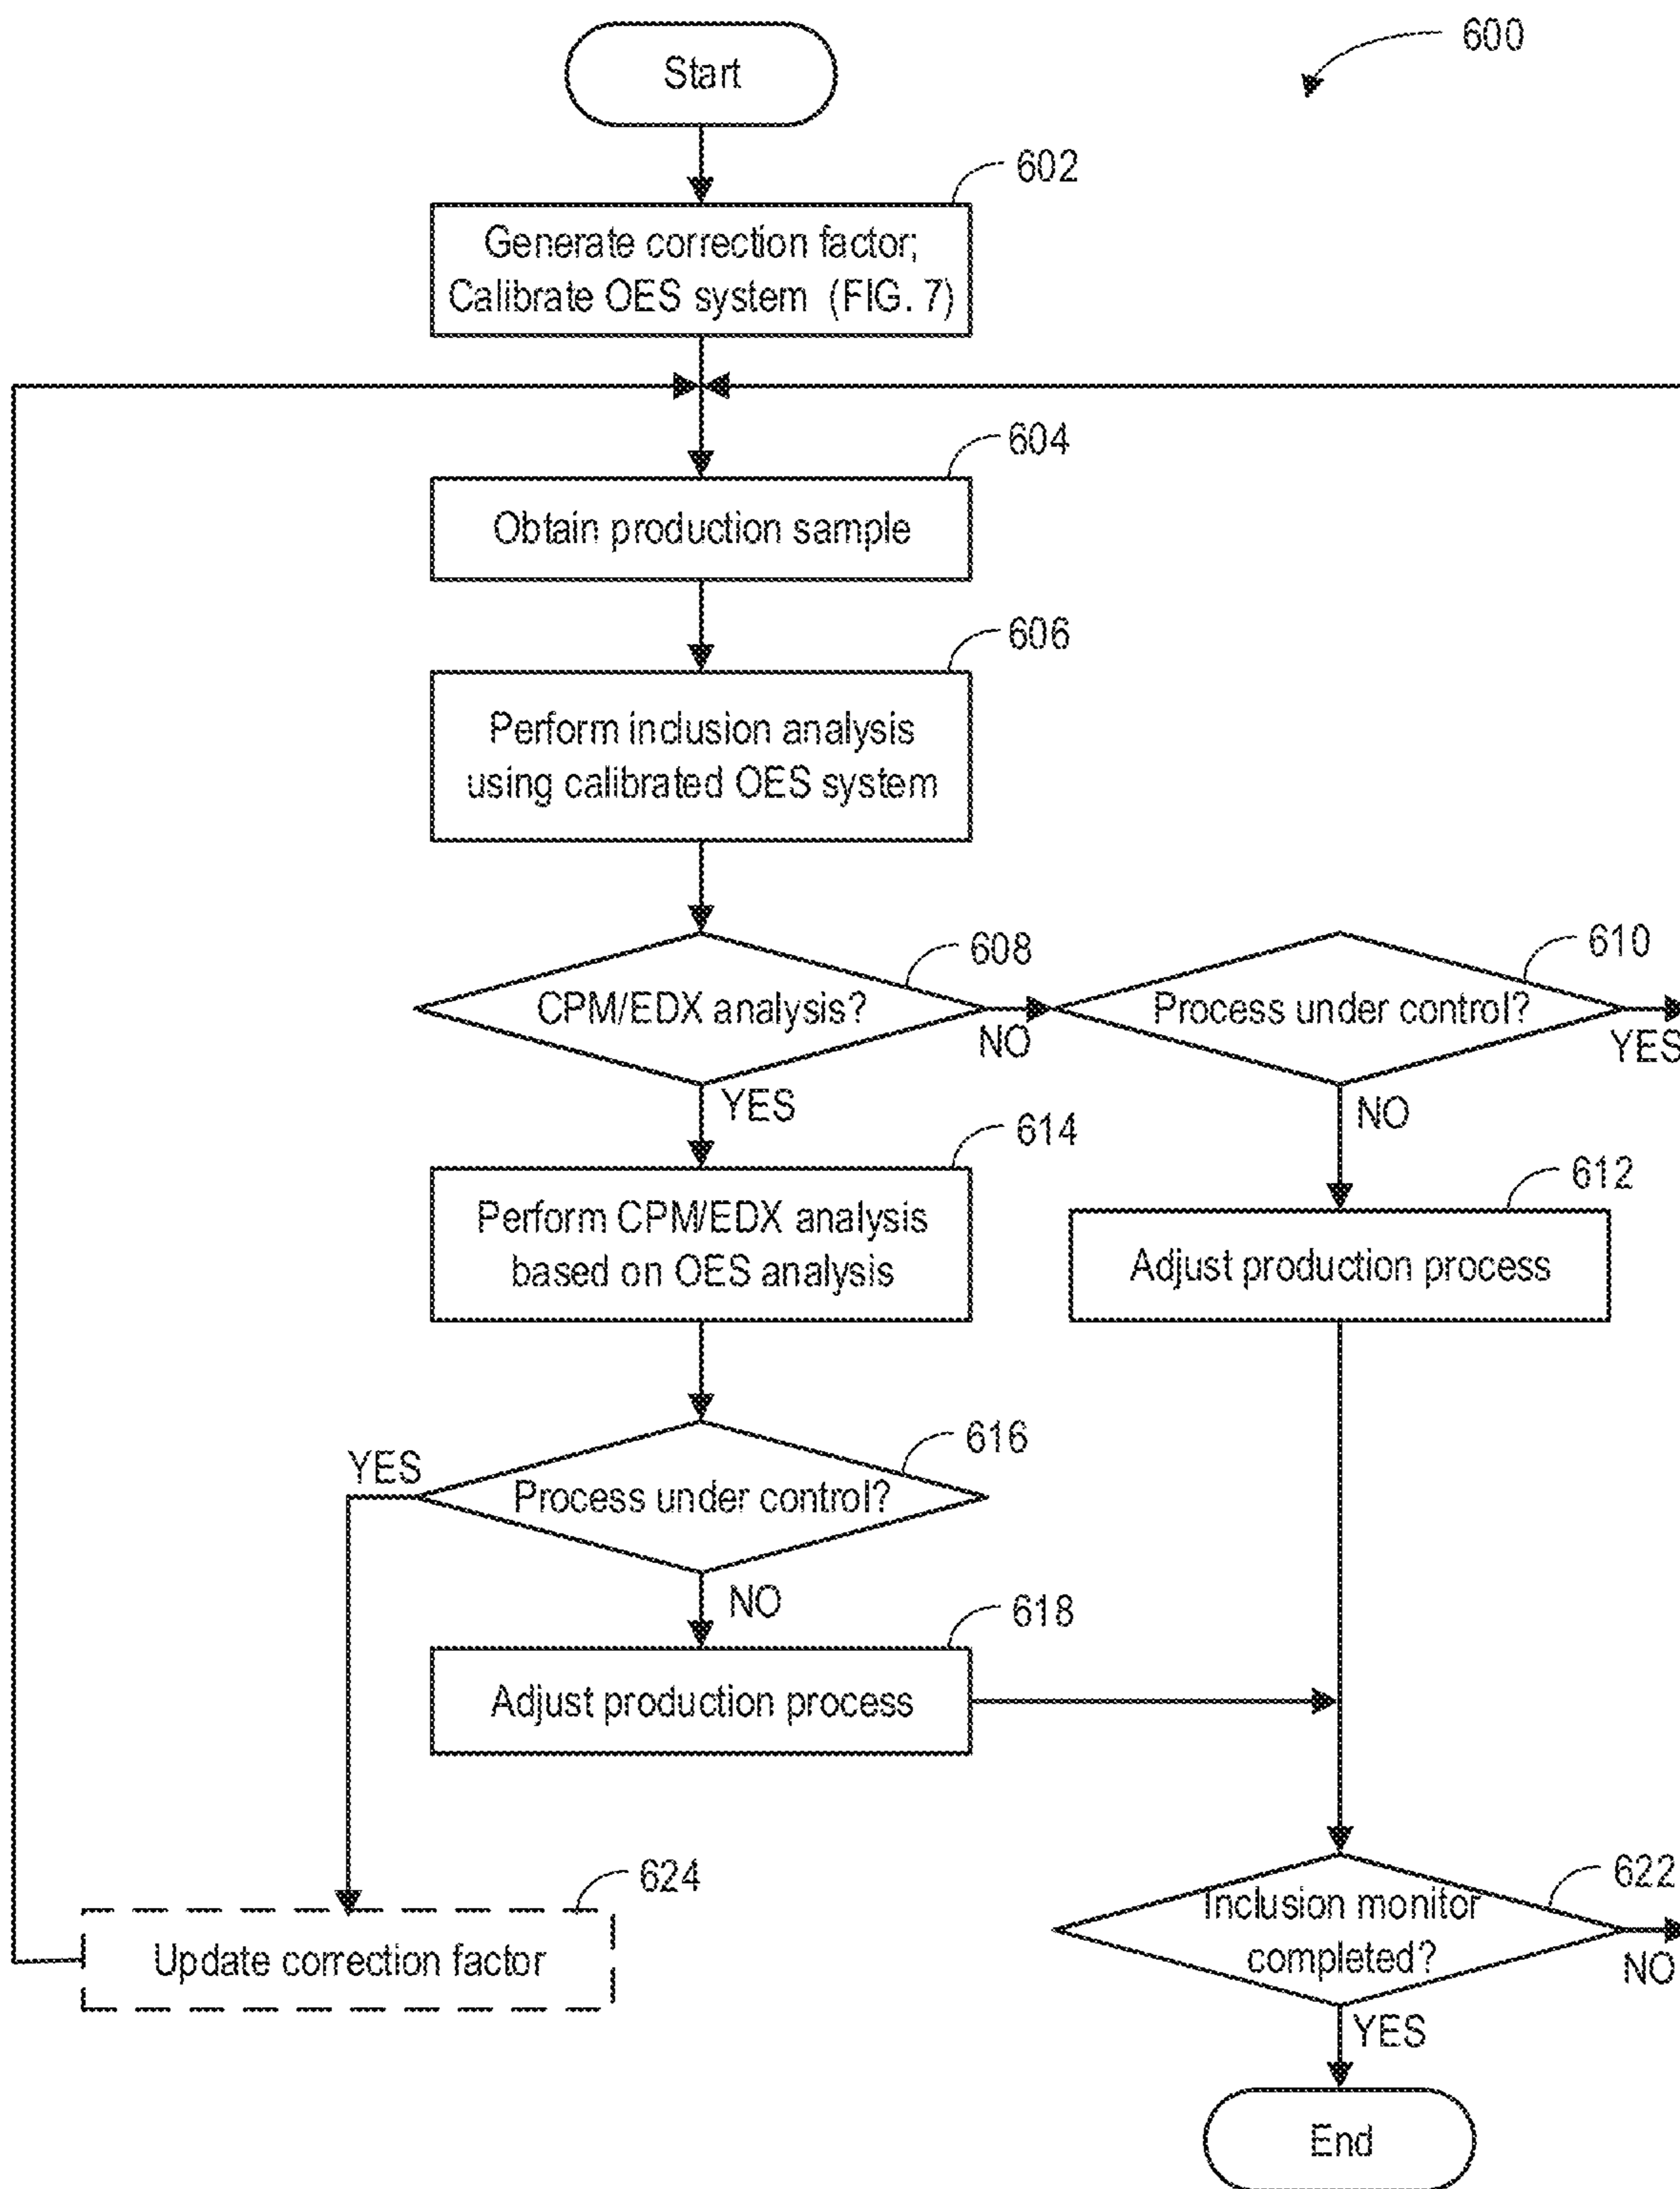 600
Start
602
Generate correction factor;
Calibrate OES system (FIG. 7)
604
Obtain production sample
606
Perform inclusion analysis
using calibrated OES system
608
CPM/EDX analysis?
NO
YES
610
Process under control?
YES
NO
614
Perform CPM/EDX analysis
based on OES analysis
612
Adjust production process
616
Process under control?
YES
NO
618
Adjust production process
624
Update correction factor
622
Inclusion monitor
completed?
NO
YES
End